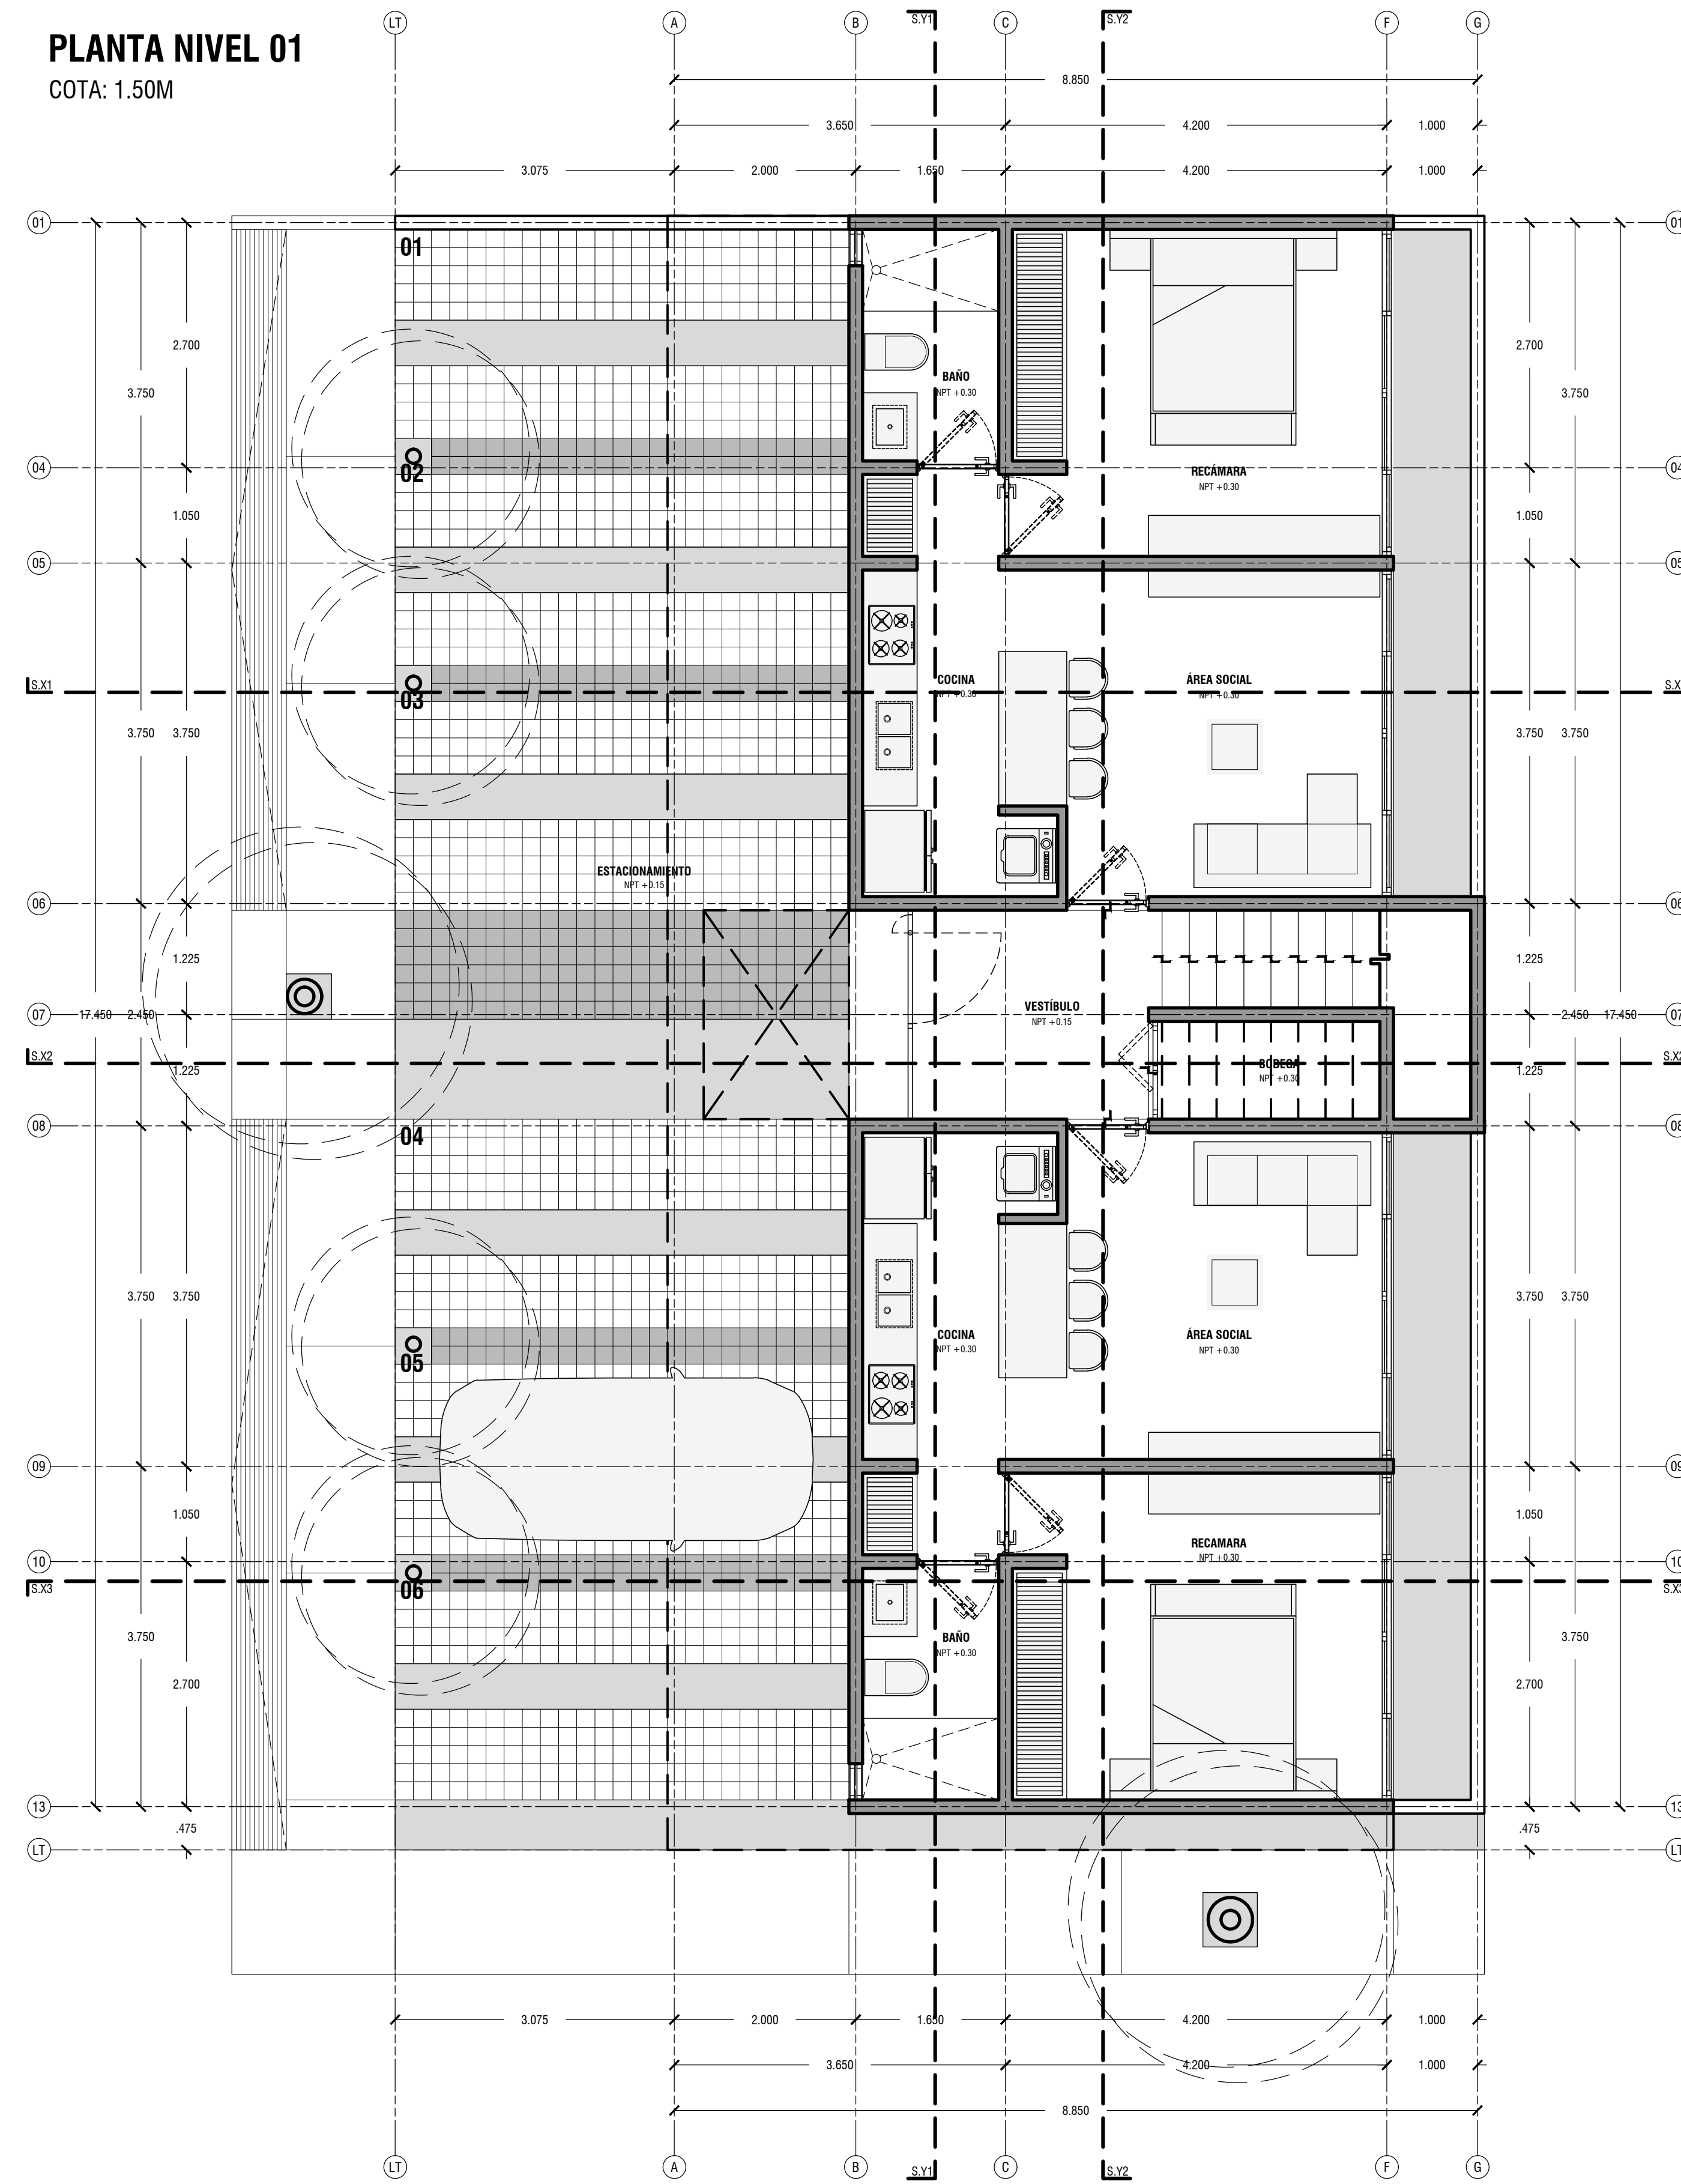 PLANTA NIVEL 01
COTA: 1.50M
LT
A
B
S.Y1
C
S.Y2
F
G
8.850
3.650
4.200
1.000
3.075
2.000
1.650
4.200
1.000
01
01
01
2.700
2.700
3.750
3.750
BAÑO
NPT +0.30
04
02
RECÁMARA
NPT +0.30
04
1.050
1.050
05
05
S.X1
03
COCINA
NPT +0.30
ÁREA SOCIAL
NPT +0.30
S.X
3.750
3.750
3.750
3.750
ESTACIONAMIENTO
NPT +0.15
06
06
1.225
1.225
VESTÍBULO
NPT +0.15
07
17.450
2.450
2.450
17.450
07
S.X2
BODEGA
NPT +0.30
S.X2
1.225
1.225
08
04
08
3.750
3.750
3.750
3.750
COCINA
NPT +0.30
ÁREA SOCIAL
NPT +0.30
05
09
09
1.050
1.050
RECAMARA
NPT +0.30
10
10
S.X3
06
S.X3
3.750
3.750
BAÑO
NPT +0.30
2.700
2.700
13
13
.475
.475
LT
LT
3.075
2.000
1.650
4.200
1.000
3.650
4.200
1.000
8.850
LT
A
B
S.Y1
C
S.Y2
F
G